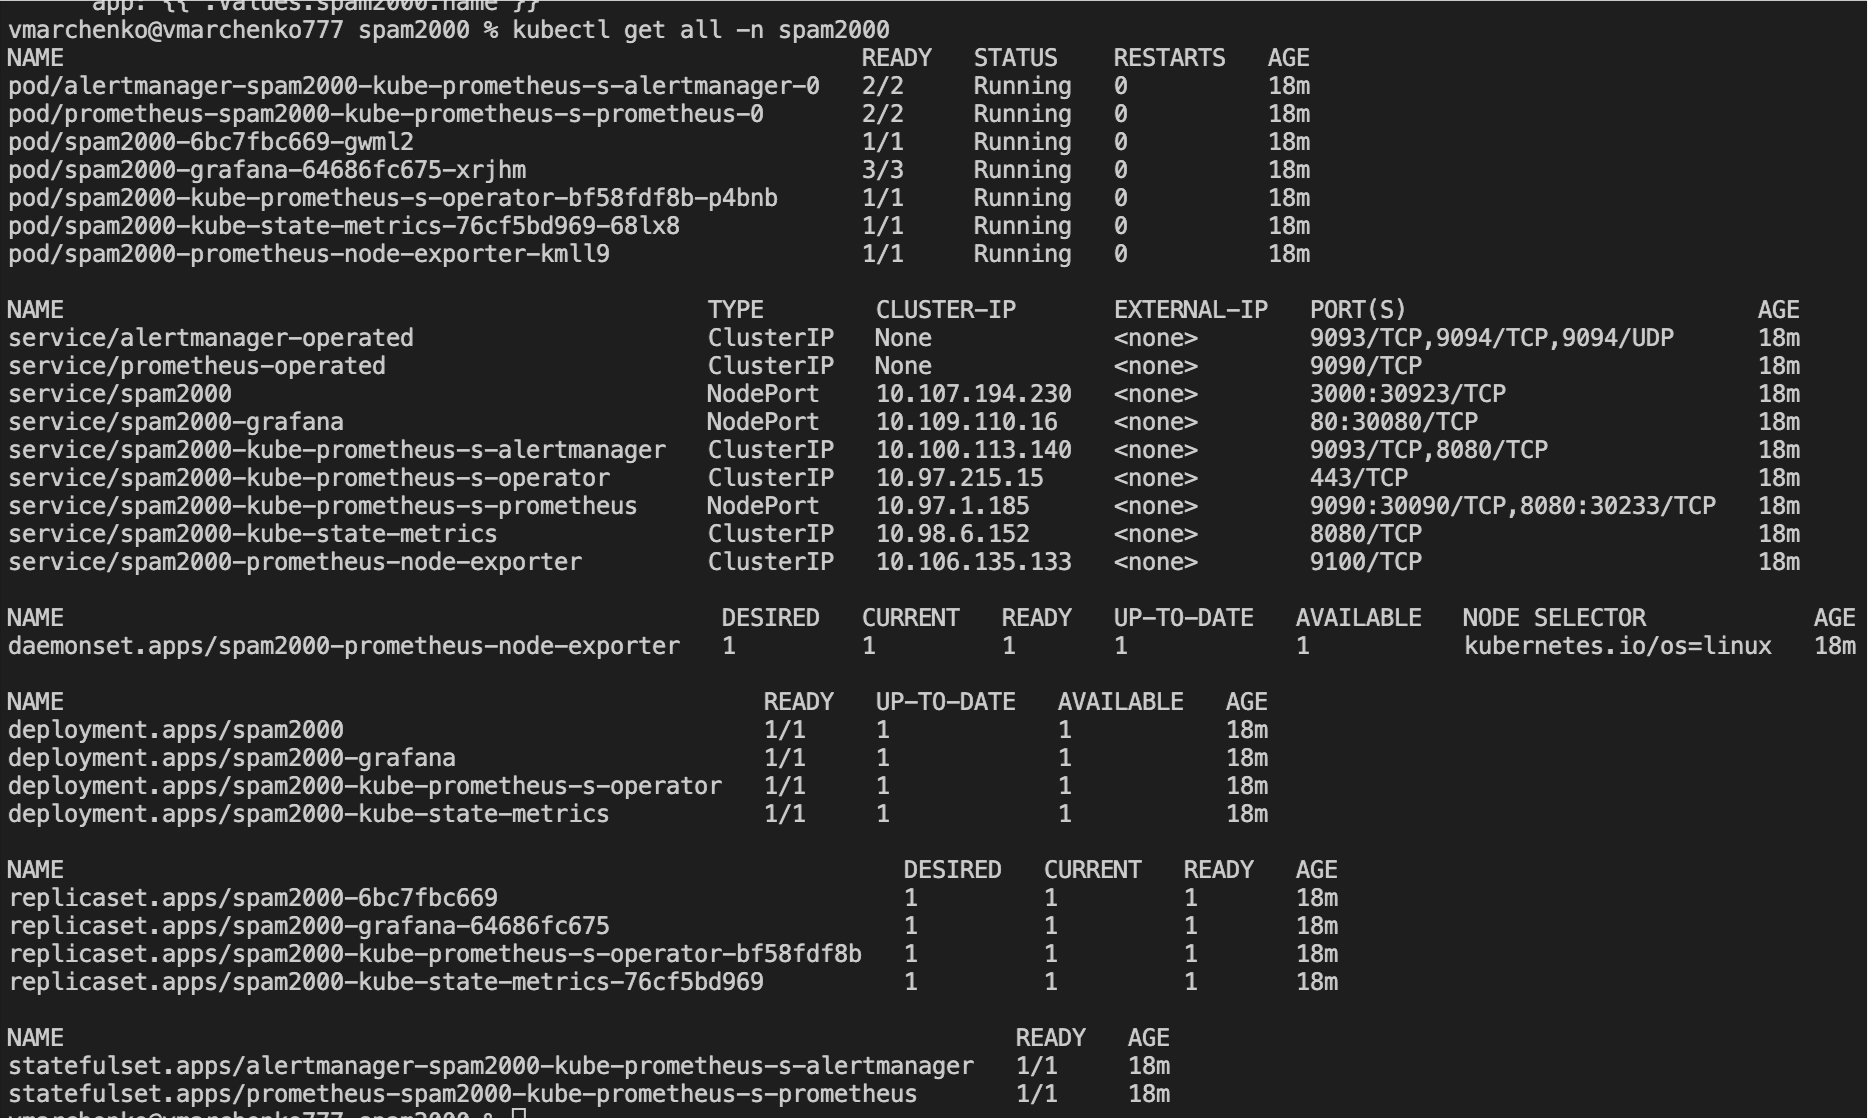 app: {{ .Values.spam2000.name }}
vmarchenko@vmarchenko777 spam2000 % kubectl get all -n spam2000
NAME READY STATUS RESTARTS AGE
pod/alertmanager-spam2000-kube-prometheus-s-alertmanager-0 2/2 Running 0 18m
pod/prometheus-spam2000-kube-prometheus-s-prometheus-0 2/2 Running 0 18m
pod/spam2000-6bc7fbc669-gwml2 1/1 Running 0 18m
pod/spam2000-grafana-64686fc675-xrjhm 3/3 Running 0 18m
pod/spam2000-kube-prometheus-s-operator-bf58fdf8b-p4bnb 1/1 Running 0 18m
pod/spam2000-kube-state-metrics-76cf5bd969-68lx8 1/1 Running 0 18m
pod/spam2000-prometheus-node-exporter-kmll9 1/1 Running 0 18m
NAME TYPE CLUSTER-IP EXTERNAL-IP PORT(S) AGE
service/alertmanager-operated ClusterIP None <none> 9093/TCP,9094/TCP,9094/UDP 18m
service/prometheus-operated ClusterIP None <none> 9090/TCP 18m
service/spam2000 NodePort 10.107.194.230 <none> 3000:30923/TCP 18m
service/spam2000-grafana NodePort 10.109.110.16 <none> 80:30080/TCP 18m
service/spam2000-kube-prometheus-s-alertmanager ClusterIP 10.100.113.140 <none> 9093/TCP,8080/TCP 18m
service/spam2000-kube-prometheus-s-operator ClusterIP 10.97.215.15 <none> 443/TCP 18m
service/spam2000-kube-prometheus-s-prometheus NodePort 10.97.1.185 <none> 9090:30090/TCP,8080:30233/TCP 18m
service/spam2000-kube-state-metrics ClusterIP 10.98.6.152 <none> 8080/TCP 18m
service/spam2000-prometheus-node-exporter ClusterIP 10.106.135.133 <none> 9100/TCP 18m
NAME DESIRED CURRENT READY UP-TO-DATE AVAILABLE NODE SELECTOR AGE
daemonset.apps/spam2000-prometheus-node-exporter 1 1 1 1 1 kubernetes.io/os=linux 18m
NAME READY UP-TO-DATE AVAILABLE AGE
deployment.apps/spam2000 1/1 1 1 18m
deployment.apps/spam2000-grafana 1/1 1 1 18m
deployment.apps/spam2000-kube-prometheus-s-operator 1/1 1 1 18m
deployment.apps/spam2000-kube-state-metrics 1/1 1 1 18m
NAME DESIRED CURRENT READY AGE
replicaset.apps/spam2000-6bc7fbc669 1 1 1 18m
replicaset.apps/spam2000-grafana-64686fc675 1 1 1 18m
replicaset.apps/spam2000-kube-prometheus-s-operator-bf58fdf8b 1 1 1 18m
replicaset.apps/spam2000-kube-state-metrics-76cf5bd969 1 1 1 18m
NAME READY AGE
statefulset.apps/alertmanager-spam2000-kube-prometheus-s-alertmanager 1/1 18m
statefulset.apps/prometheus-spam2000-kube-prometheus-s-prometheus 1/1 18m
vmarchenko@vmarchenko777 spam2000 %